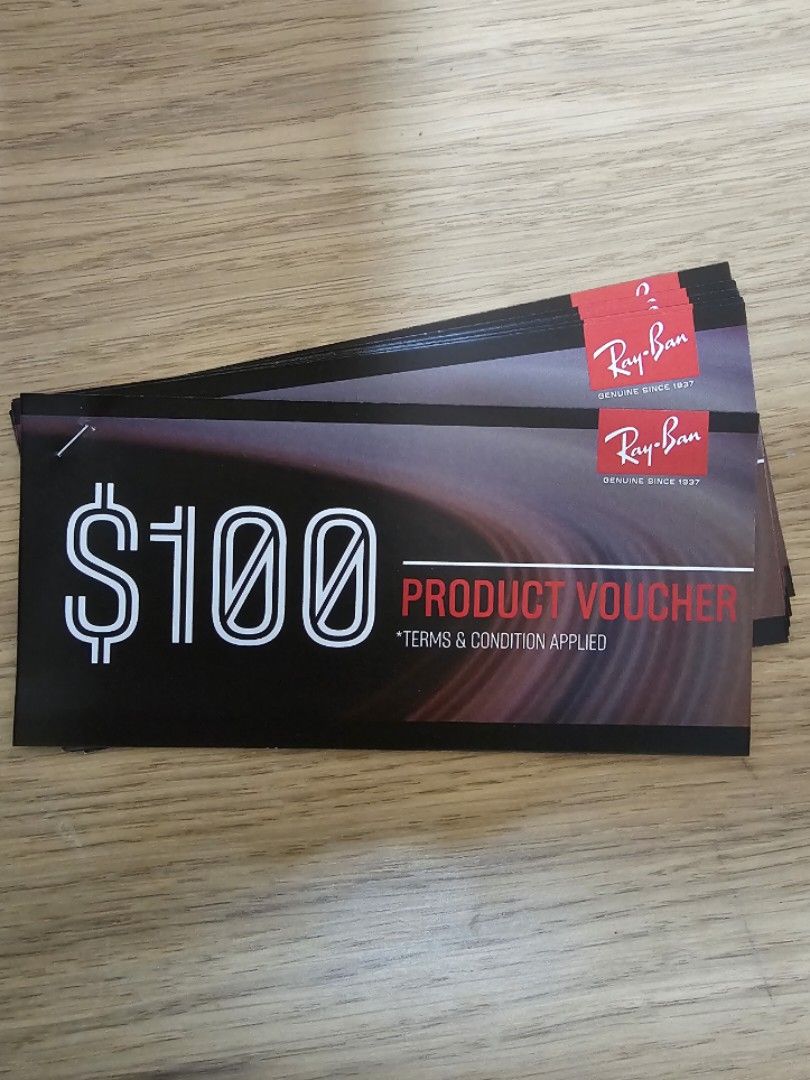 Ray-Ban
GENUINE SINCE 1937
Ray-Ban
GENUINE SINCE 1937
$100
PRODUCT VOUCHER
*TERMS & CONDITION APPLIED